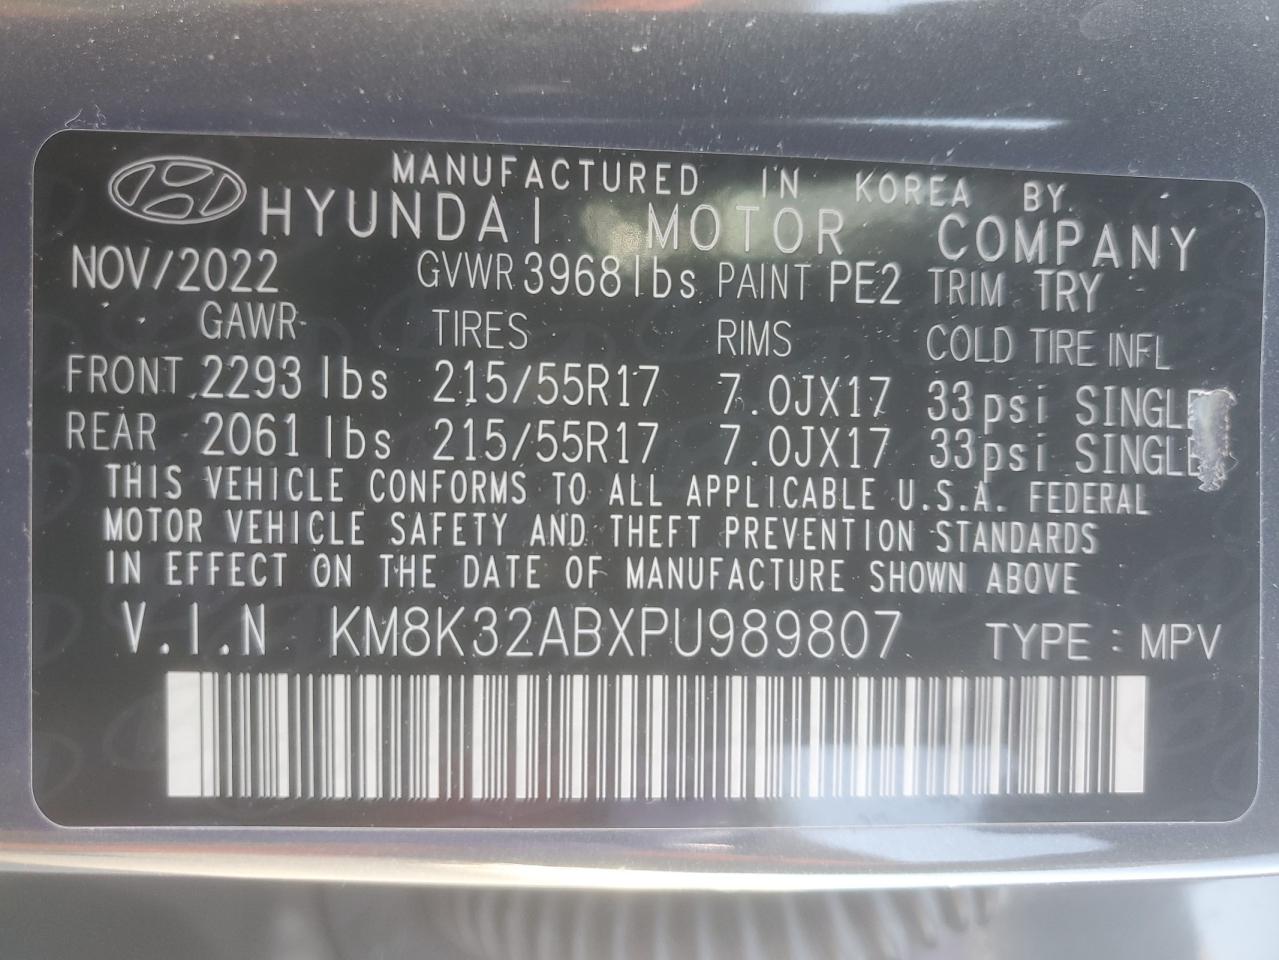 MANUFACTURED IN KOREA BY.
HYUNDAI MOTOR COMPANY
NOV/2022 GVWR 3968lbs PAINT PE2 TRIM TRY
GAWR TIRES RIMS COLD TIRE INFL
FRONT 2293 lbs 215/55R17 7.0JX17 33psi SINGLE
REAR 2061 lbs 215/55R17 7.0JX17 33psi SINGLE
THIS VEHICLE CONFORMS TO ALL APPLICABLE U.S.A. FEDERAL
MOTOR VEHICLE SAFETY AND THEFT PREVENTION STANDARDS
IN EFFECT ON THE DATE OF MANUFACTURE SHOWN ABOVE
V.I.N KM8K32ABXPU989807 TYPE : MPV